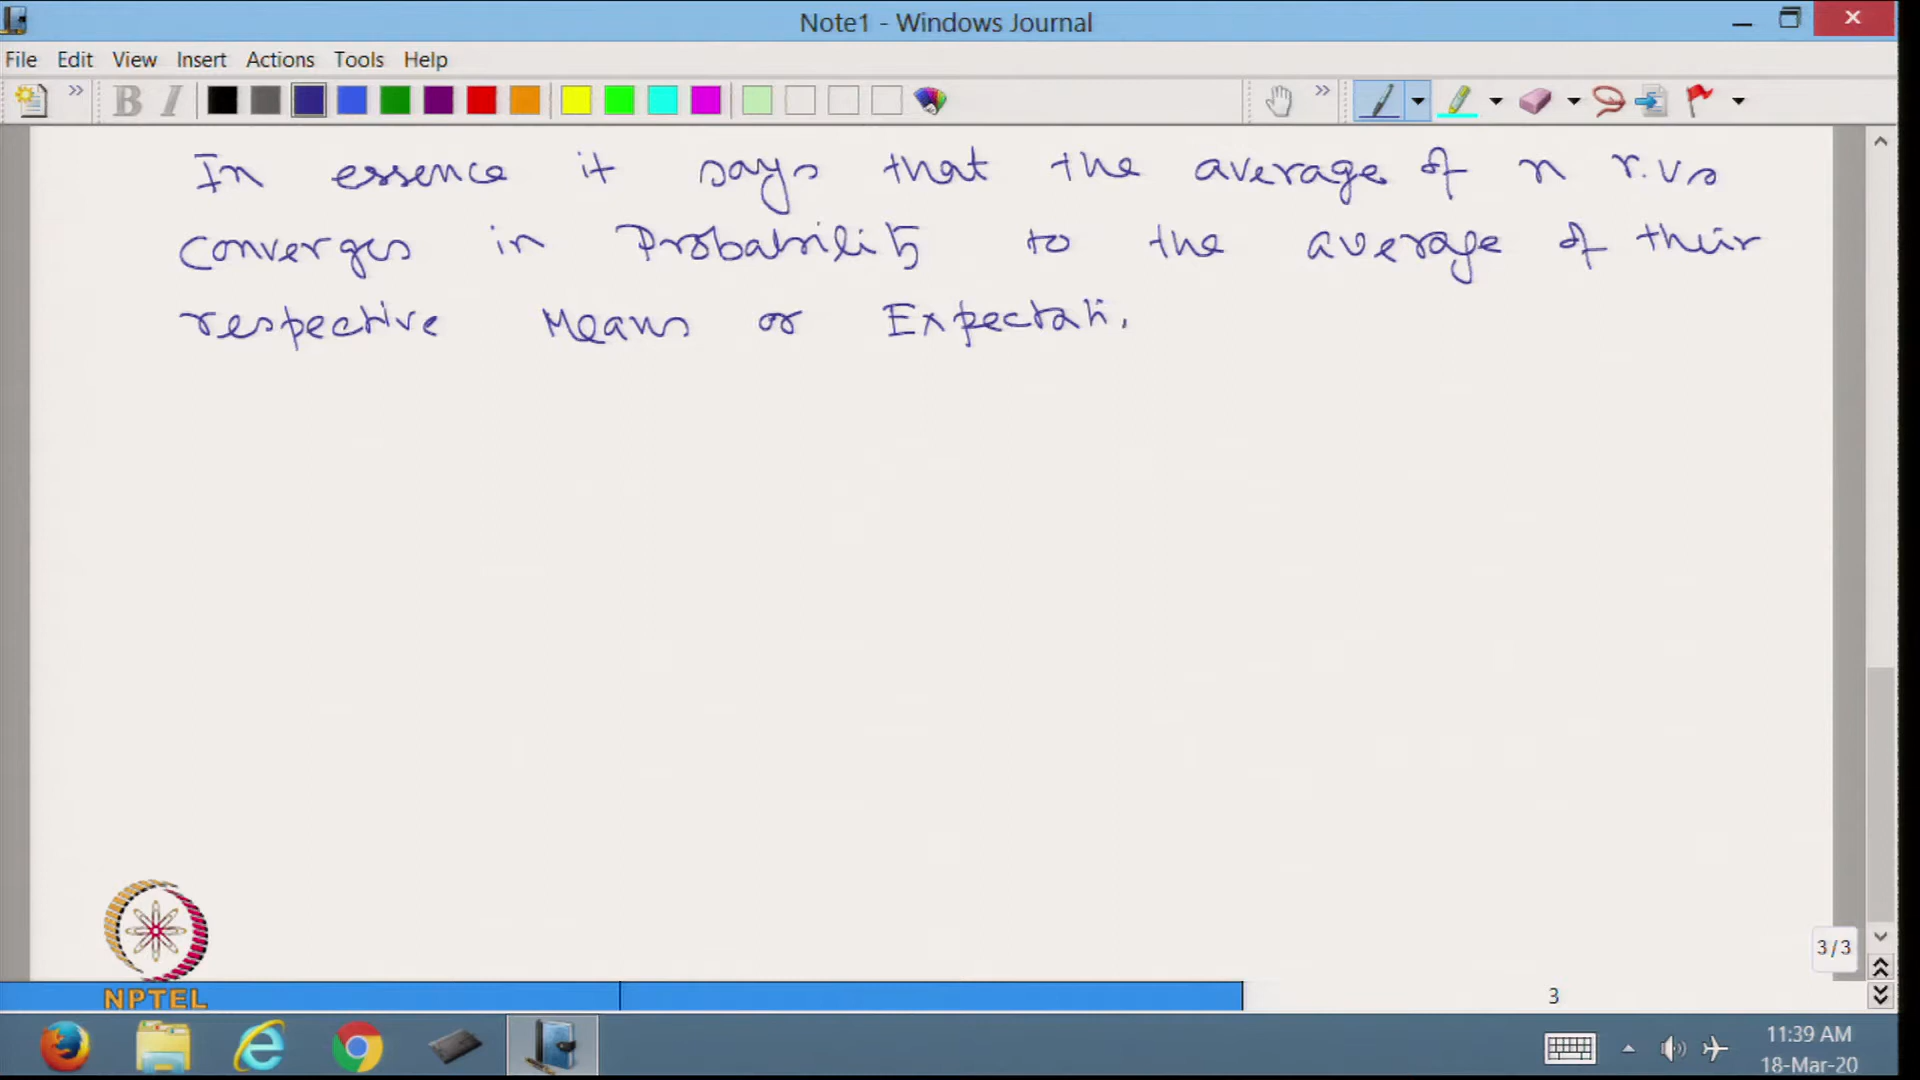 Note1 - Windows Journal
File Edit View Insert Actions Tools Help
B I
In essence it says that the average of n r.vs
converges in Probability to the average of their
respective Means or Expectati
3/3
NPTEL
3
11:39 AM
18-Mar-20